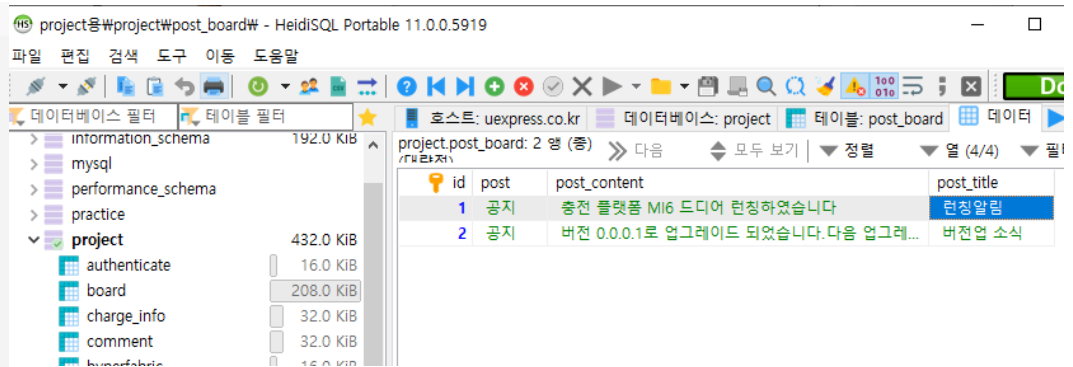 project용₩project₩post_board₩ - HeidiSQL Portable 11.0.0.5919
파일 편집 검색 도구 이동 도움말
데이터베이스 필터 테이블 필터
호스트: uexpress.co.kr 데이터베이스: project 테이블: post_board 데이터
information_schema 192.0 KiB
mysql
performance_schema
practice
project 432.0 KiB
authenticate 16.0 KiB
board 208.0 KiB
charge_info 32.0 KiB
comment 32.0 KiB
hyperfabric 16.0 KiB
project.post_board: 2 행 (총) 다음 모두 보기 정렬 열 (4/4)
id post post_content post_title
1 공지 충전 플랫폼 MI6 드디어 런칭하였습니다 런칭알림
2 공지 버전 0.0.0.1로 업그레이드 되었습니다.다음 업그레... 버전업 소식